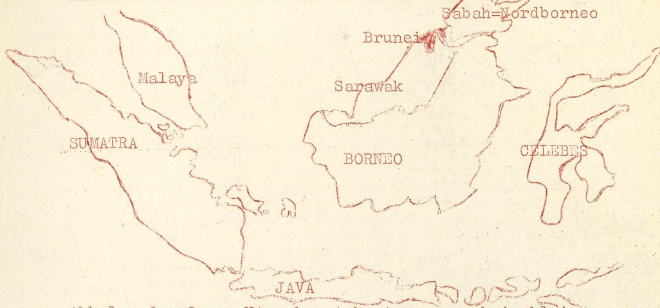 Sabah=Nordborneo
Brunei
Malaya
Sarawak
SUMATRA
BORNEO
CELEBES
JAVA